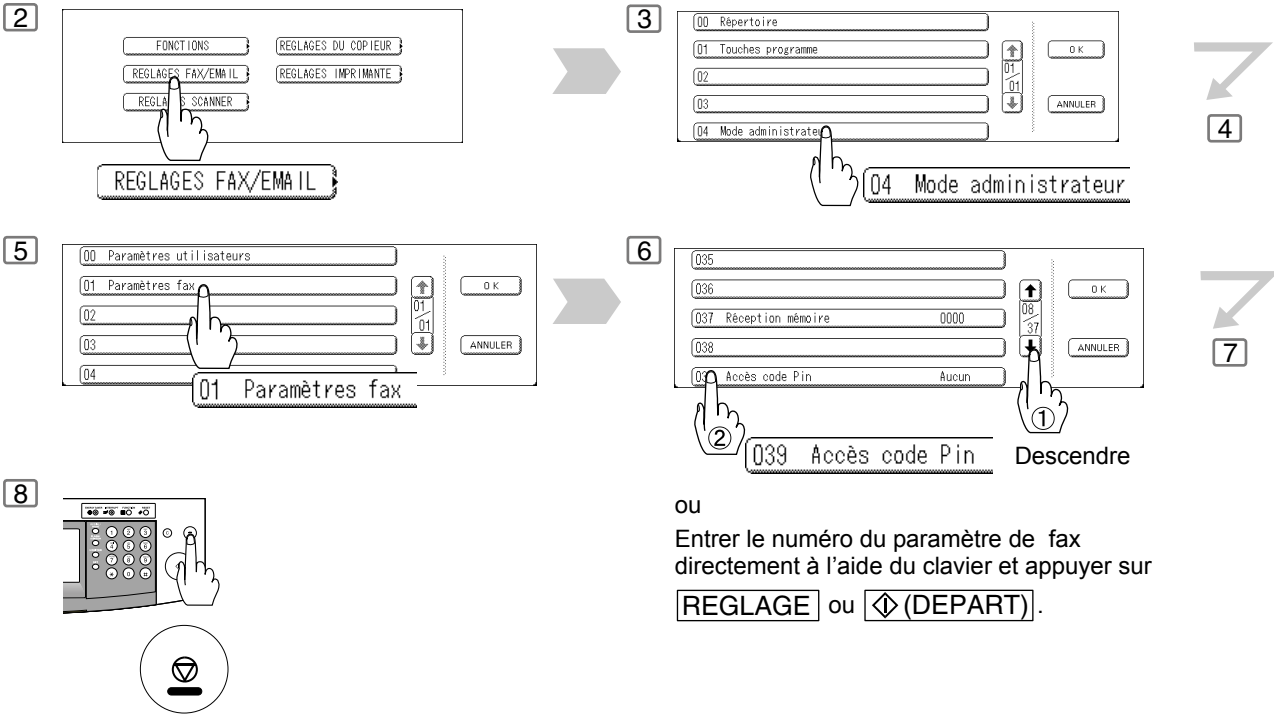 2
FONCTIONS
REGLAGES DU COPIEUR
REGLAGES FAX/EMAIL
REGLAGES IMPRIMANTE
SCANNER
REGLAGES FAX/EMAIL
3
00 Répertoire
01 Touches programme
02
03
04 Mode administrateur
01
01
OK
ANNULER
04 Mode administrateur
4
5
00 Paramètres utilisateurs
01 Paramètres fax
02
03
04
01
01
OK
ANNULER
01 Paramètres fax
6
035
036
037 Réception mémoire 0000
038
Accès code Pin Aucun
08
37
OK
ANNULER
②
①
039 Accès code Pin
Descendre
7
8
ou
Entrer le numéro du paramètre de fax
directement à l'aide du clavier et appuyer sur
REGLAGE ou (DEPART).